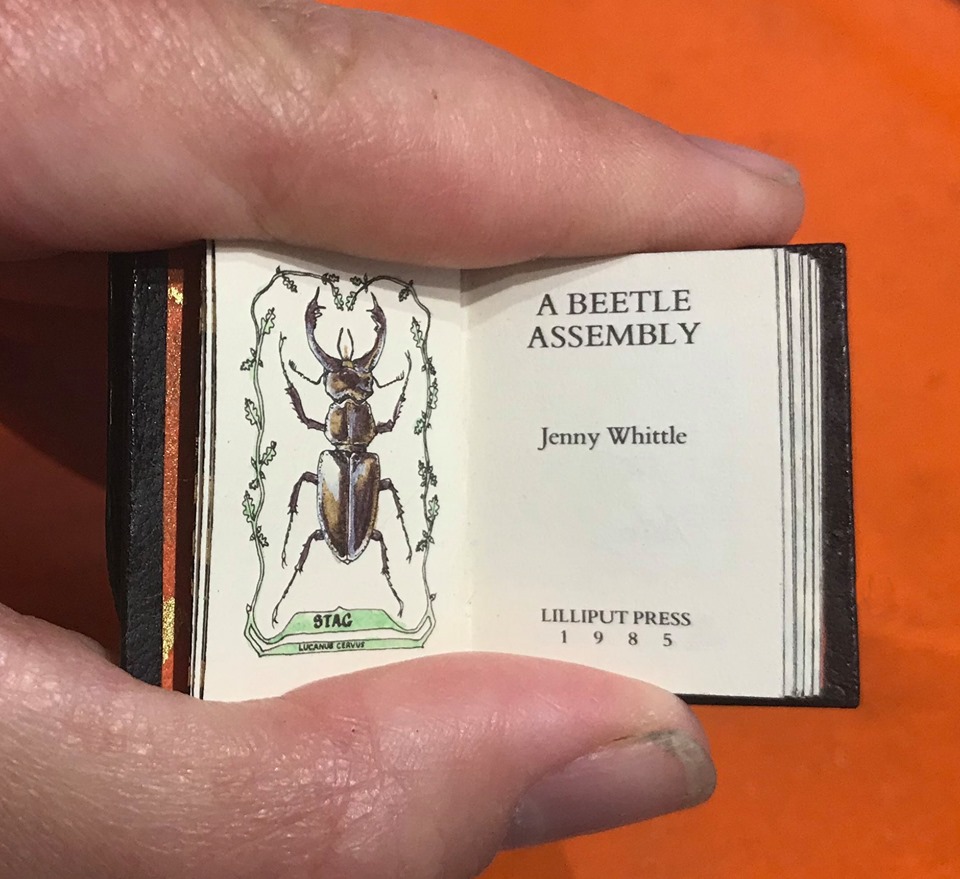 STAG
LUCANUS CERVUS
A BEETLE
ASSEMBLY
Jenny Whittle
LILLIPUT PRESS
1 9 8 5